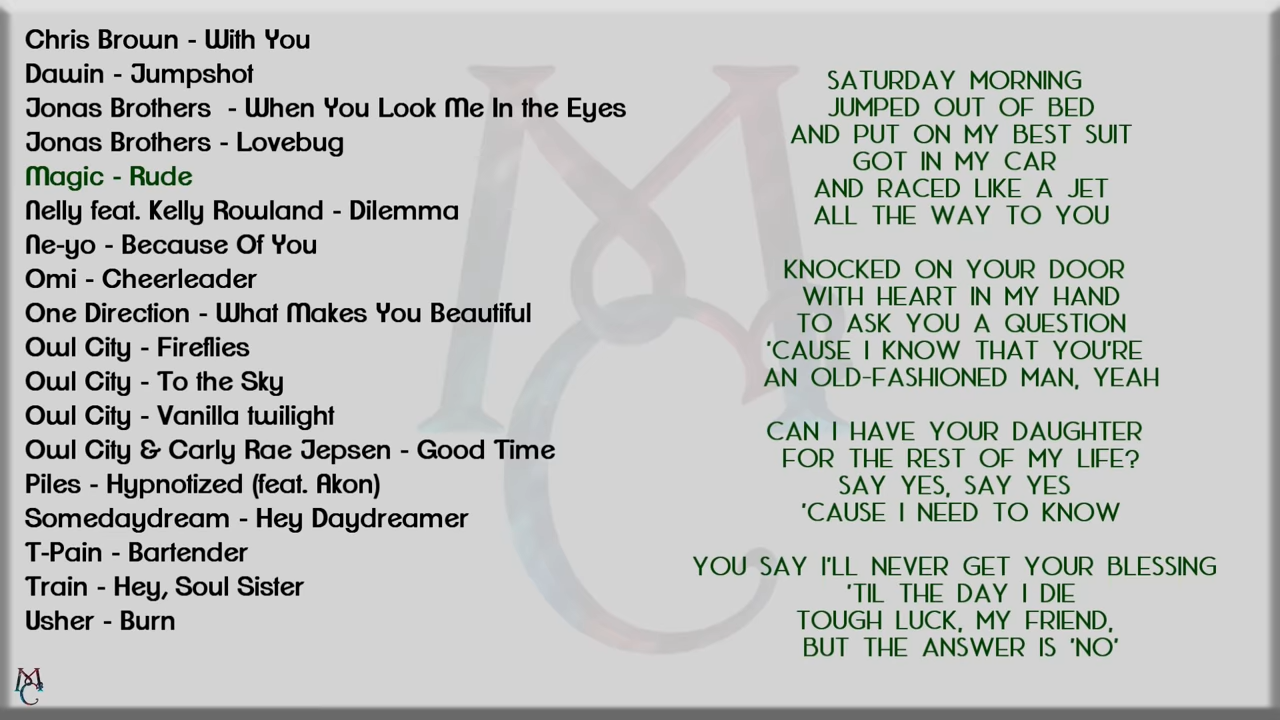 Chris Brown - With You
Dawin - Jumpshot
Jonas Brothers  - When You Look Me In the Eyes
Jonas Brothers - Lovebug
Magic - Rude
Nelly feat. Kelly Rowland - Dilemma
Ne-yo - Because Of You
Omi - Cheerleader
One Direction - What Makes You Beautiful
Owl City - Fireflies
Owl City - To the Sky
Owl City - Vanilla twilight
Owl City & Carly Rae Jepsen - Good Time
Piles - Hypnotized (feat. Akon)
Somedaydream - Hey Daydreamer
T-Pain - Bartender
Train - Hey, Soul Sister
Usher - Burn
MC
SATURDAY MORNING
JUMPED OUT OF BED
AND PUT ON MY BEST SUIT
GOT IN MY CAR
AND RACED LIKE A JET
ALL THE WAY TO YOU
KNOCKED ON YOUR DOOR
WITH HEART IN MY HAND
TO ASK YOU A QUESTION
'CAUSE I KNOW THAT YOU'RE
AN OLD-FASHIONED MAN, YEAH
CAN I HAVE YOUR DAUGHTER
FOR THE REST OF MY LIFE?
SAY YES, SAY YES
'CAUSE I NEED TO KNOW
YOU SAY I'LL NEVER GET YOUR BLESSING
'TIL THE DAY I DIE
TOUGH LUCK, MY FRIEND,
BUT THE ANSWER IS 'NO'
MC